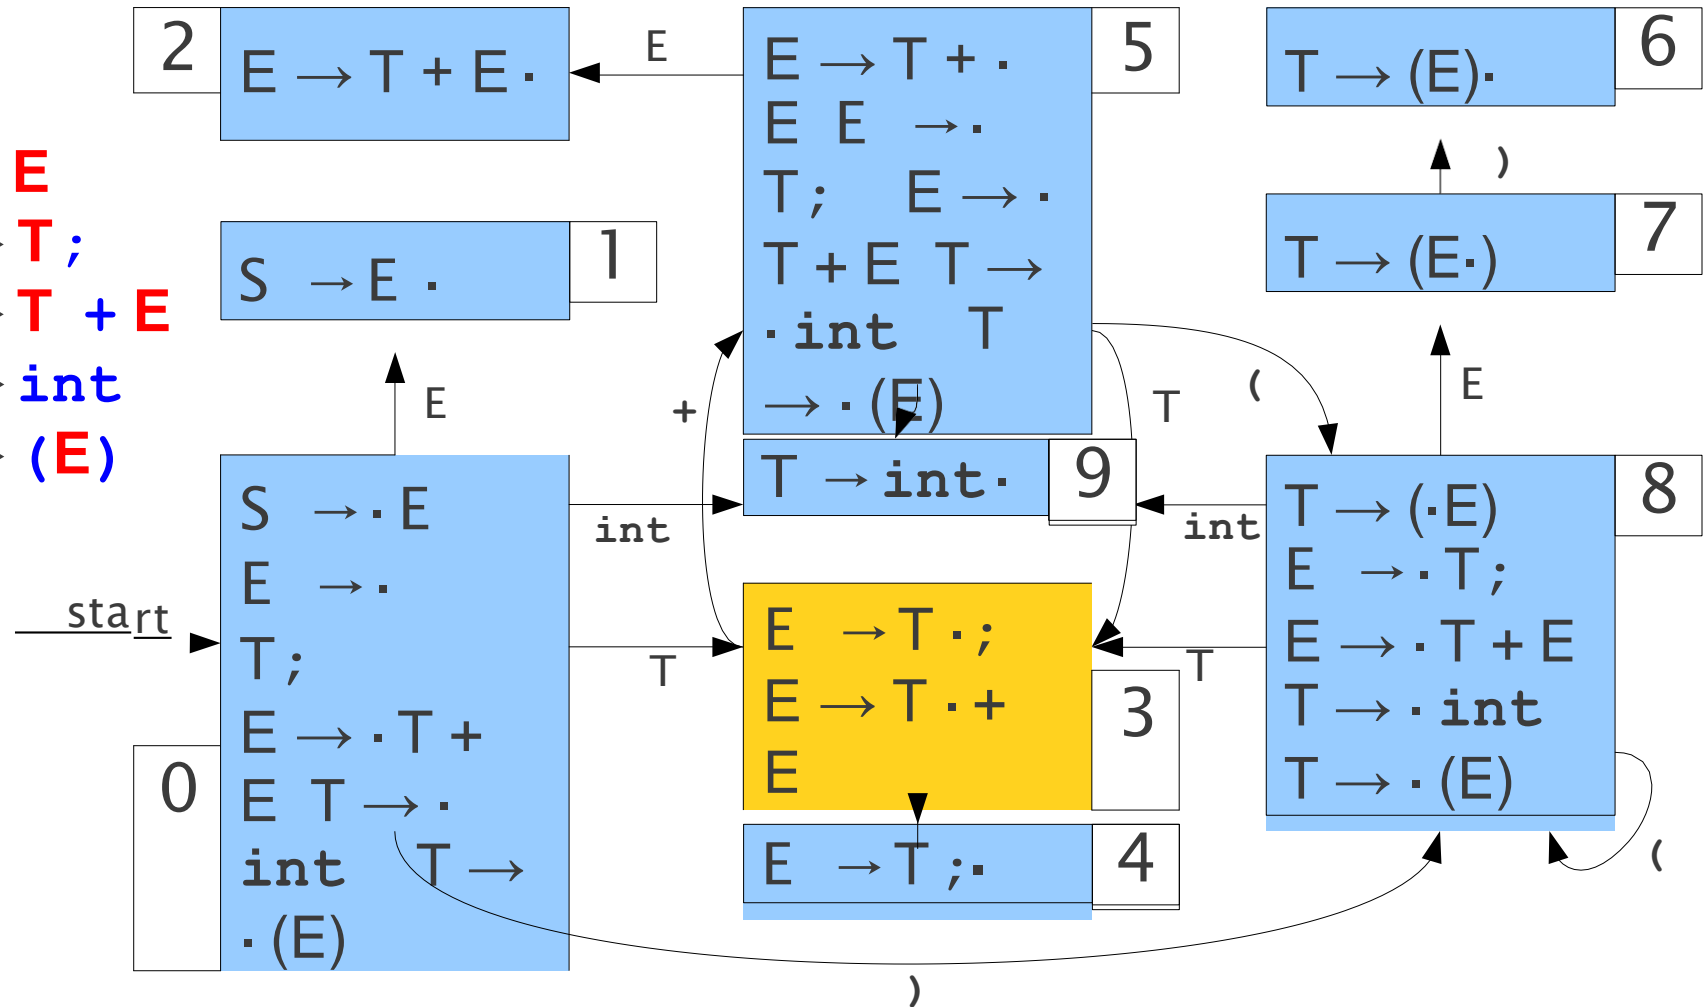 E
T ;
T + E
int
(E)
start
2
E → T + E ·
E
5
E → T + ·
E E → ·
T; E → ·
T + E T →
· int T
→ · (E)
6
T → (E)·
)
7
T → (E·)
1
S → E ·
E
+
T
(
E
9
T → int·
int
int
0
S → · E
E → ·
T;
E → · T +
E T → ·
int T →
· (E)
T
T
3
E → T · ;
E → T · +
E
4
E → T ; ·
8
T → (·E)
E → · T ;
E → · T + E
T → · int
T → · (E)
(
)